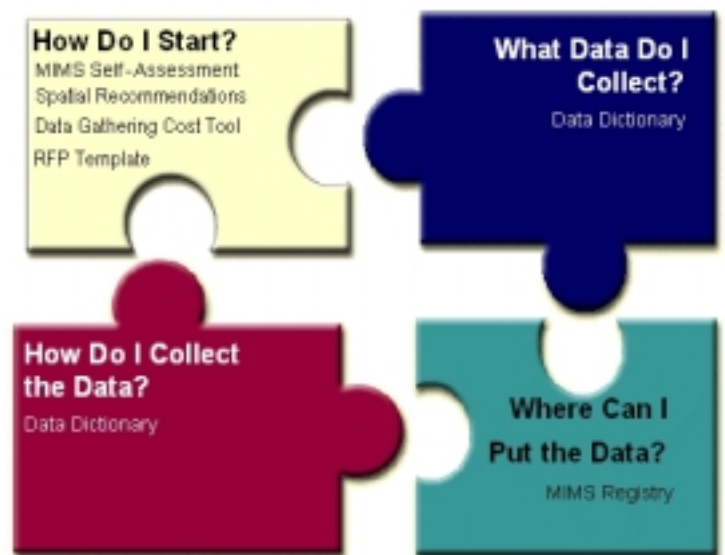 How Do I Start?
MIMS Self-Assessment
Spatial Recommendations
Data Gathering Cost Tool
RFP Template
What Data Do I
Collect?
Data Dictionary
How Do I Collect
the Data?
Data Dictionary
Where Can I
Put the Data?
MIMS Registry